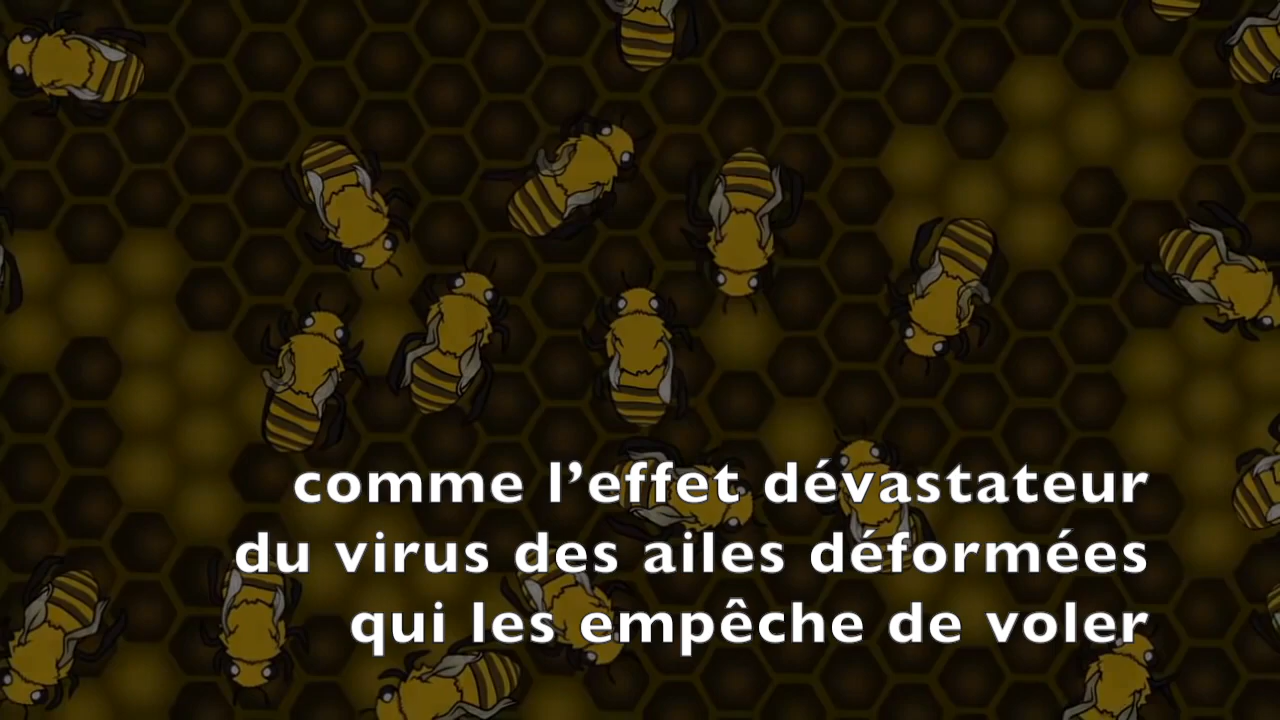 comme l’effet dévastateur
du virus des ailes déformées
qui les empêche de voler